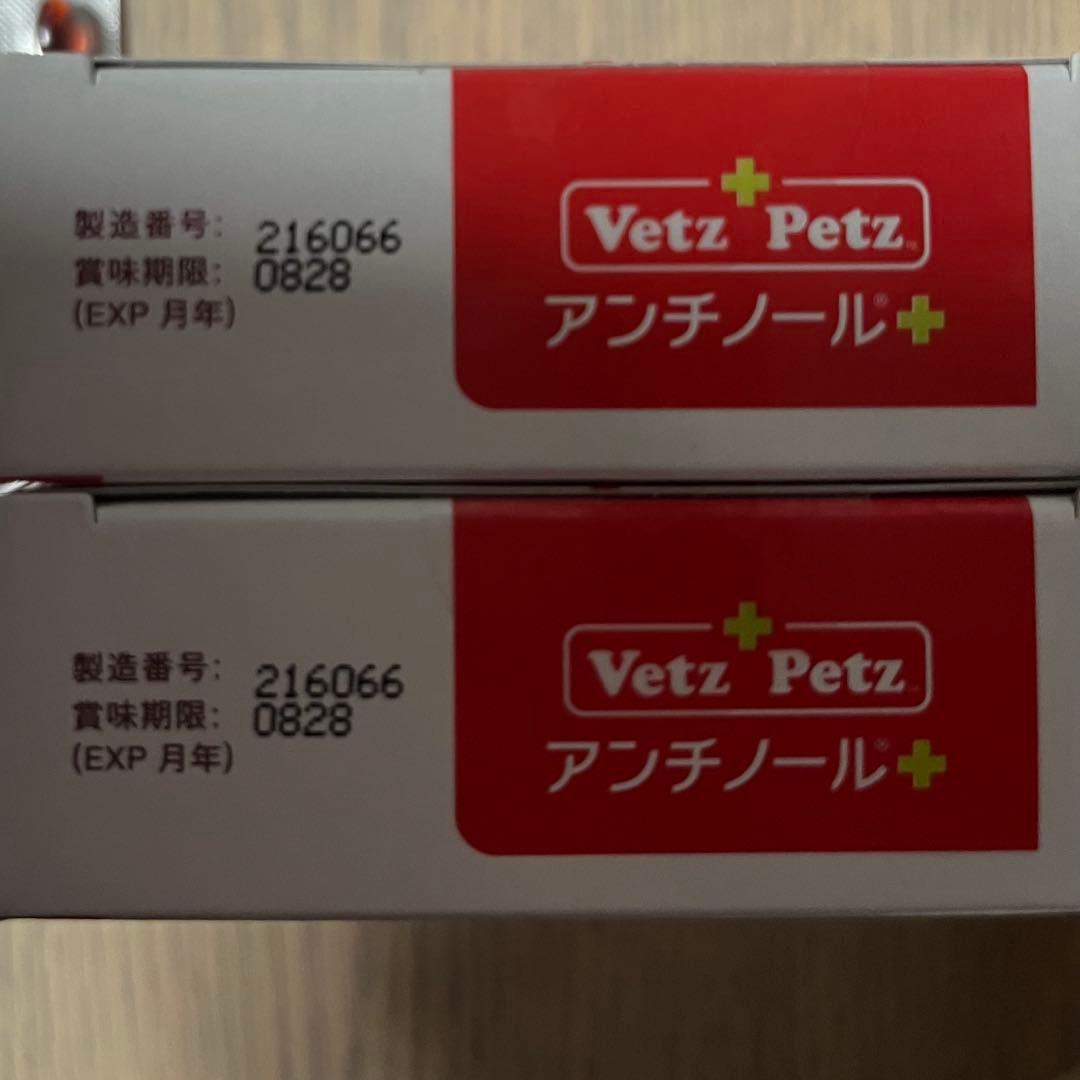 製造番号: 216066
賞味期限: 0828
(EXP 月年)
Vetz Petz
アンチノール®+
製造番号: 216066
賞味期限: 0828
(EXP 月年)
Vetz Petz
アンチノール®+